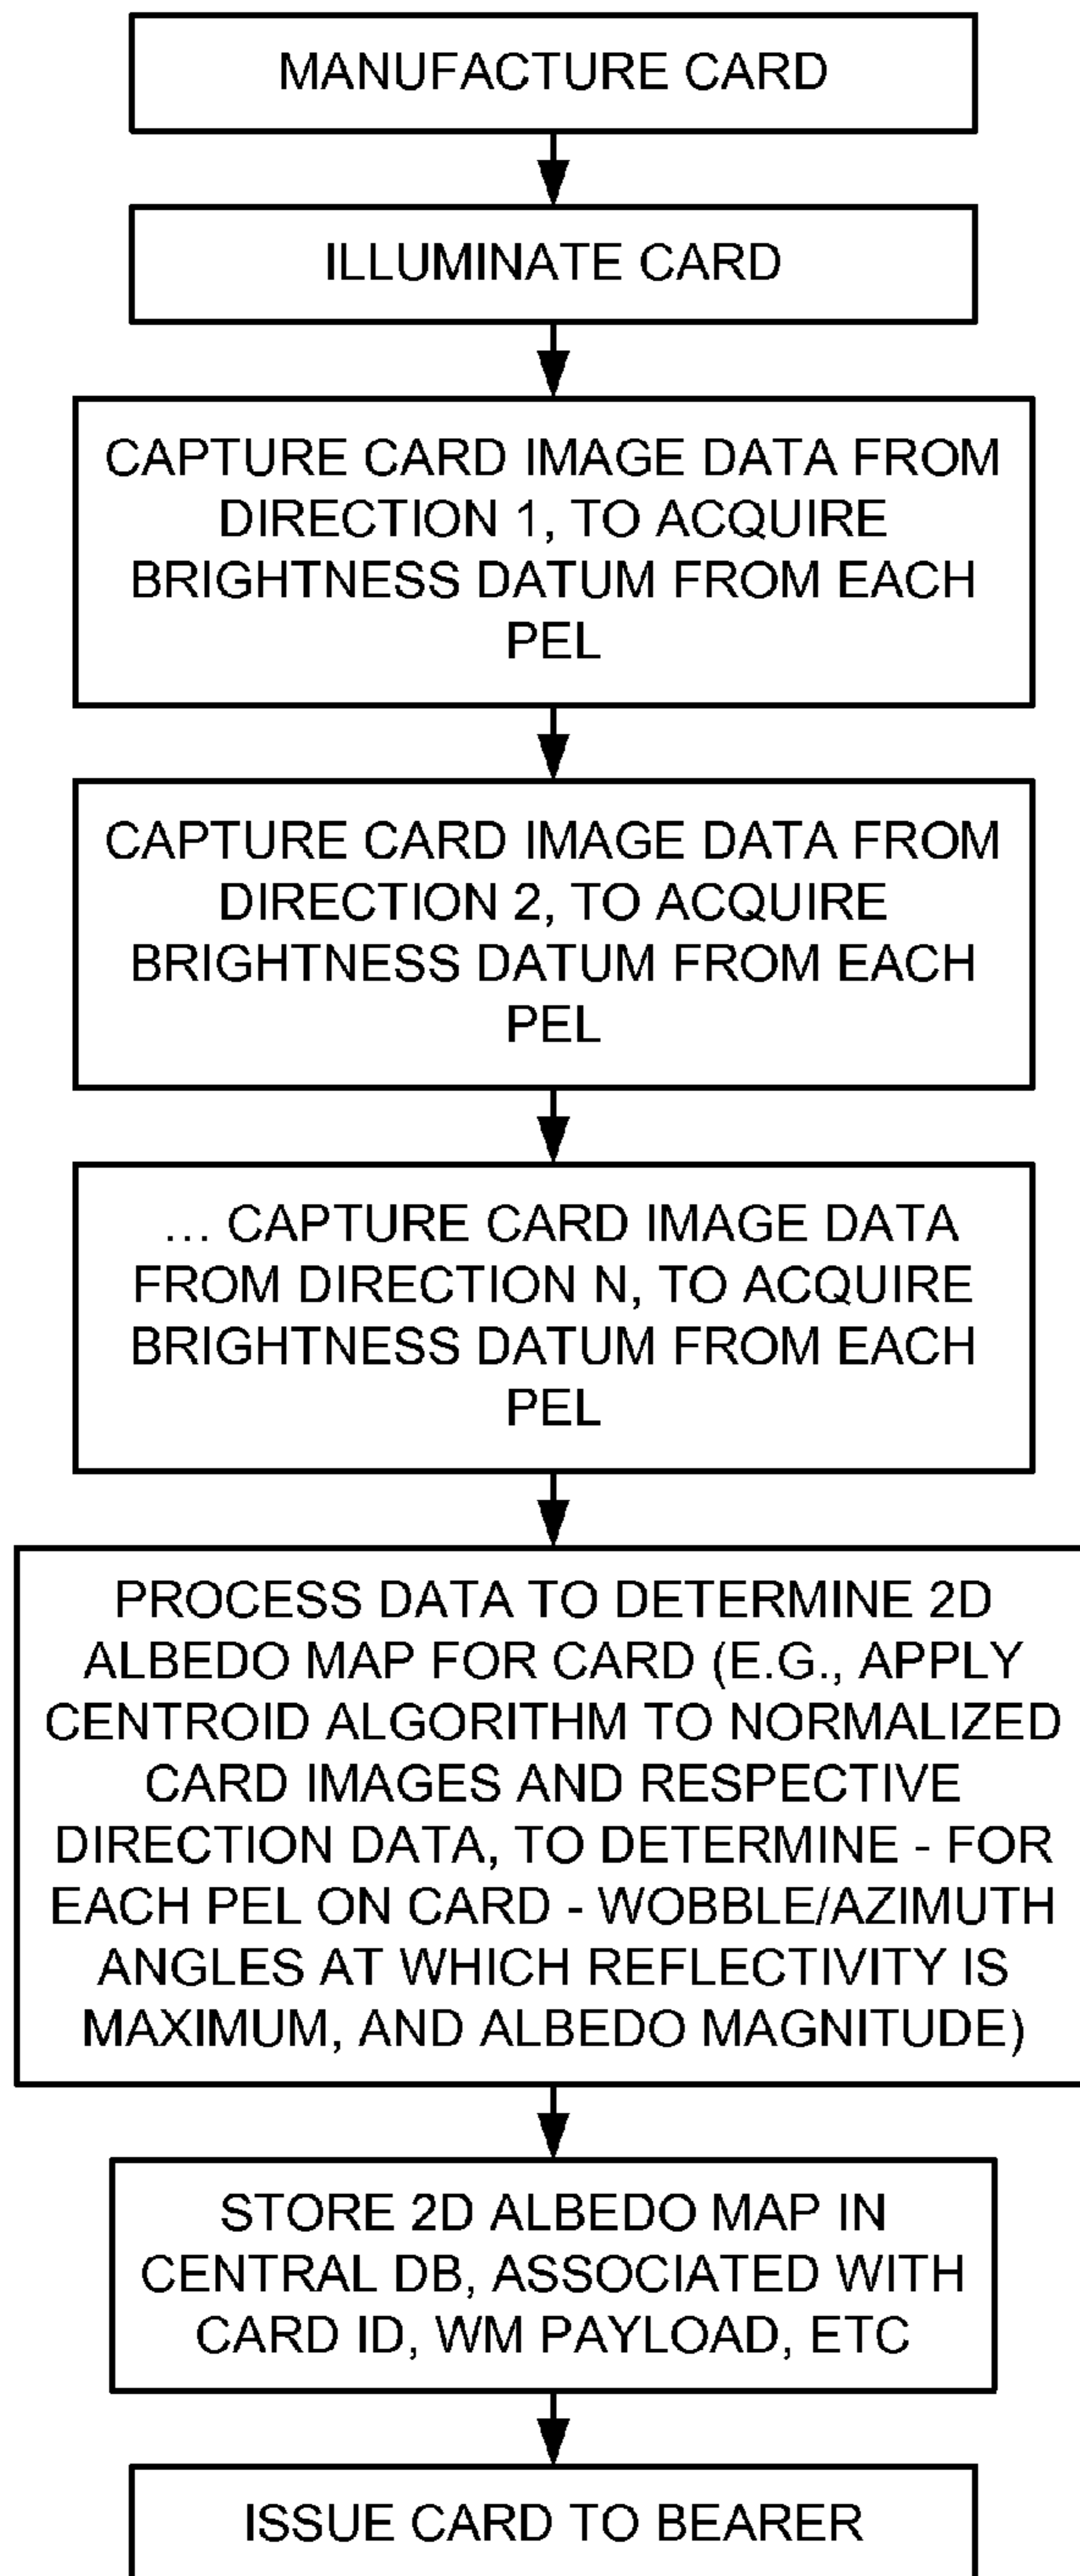 MANUFACTURE CARD
ILLUMINATE CARD
CAPTURE CARD IMAGE DATA FROM
DIRECTION 1, TO ACQUIRE
BRIGHTNESS DATUM FROM EACH
PEL
CAPTURE CARD IMAGE DATA FROM
DIRECTION 2, TO ACQUIRE
BRIGHTNESS DATUM FROM EACH
PEL
... CAPTURE CARD IMAGE DATA
FROM DIRECTION N, TO ACQUIRE
BRIGHTNESS DATUM FROM EACH
PEL
PROCESS DATA TO DETERMINE 2D
ALBEDO MAP FOR CARD (E.G., APPLY
CENTROID ALGORITHM TO NORMALIZED
CARD IMAGES AND RESPECTIVE
DIRECTION DATA, TO DETERMINE - FOR
EACH PEL ON CARD - WOBBLE/AZIMUTH
ANGLES AT WHICH REFLECTIVITY IS
MAXIMUM, AND ALBEDO MAGNITUDE)
STORE 2D ALBEDO MAP IN
CENTRAL DB, ASSOCIATED WITH
CARD ID, WM PAYLOAD, ETC
ISSUE CARD TO BEARER